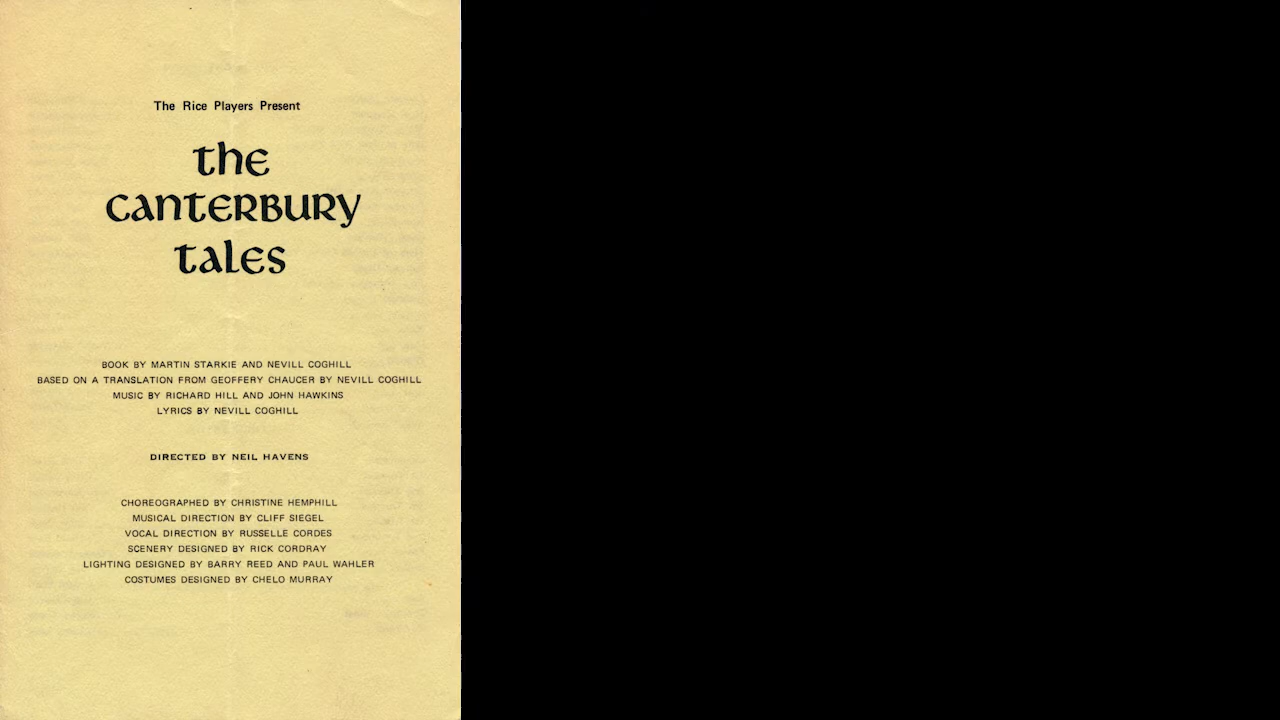 The Rice Players Present
the
canterbury
tales
BOOK BY MARTIN STARKIE AND NEVILL COGHILL
BASED ON A TRANSLATION FROM GEOFFERY CHAUCER BY NEVILL COGHILL
MUSIC BY RICHARD HILL AND JOHN HAWKINS
LYRICS BY NEVILL COGHILL
DIRECTED BY NEIL HAVENS
CHOREOGRAPHED BY CHRISTINE HEMPHILL
MUSICAL DIRECTION BY CLIFF SIEGEL
VOCAL DIRECTION BY RUSSELLE CORDES
SCENERY DESIGNED BY RICK CORDRAY
LIGHTING DESIGNED BY BARRY REED AND PAUL WAHLER
COSTUMES DESIGNED BY CHELO MURRAY